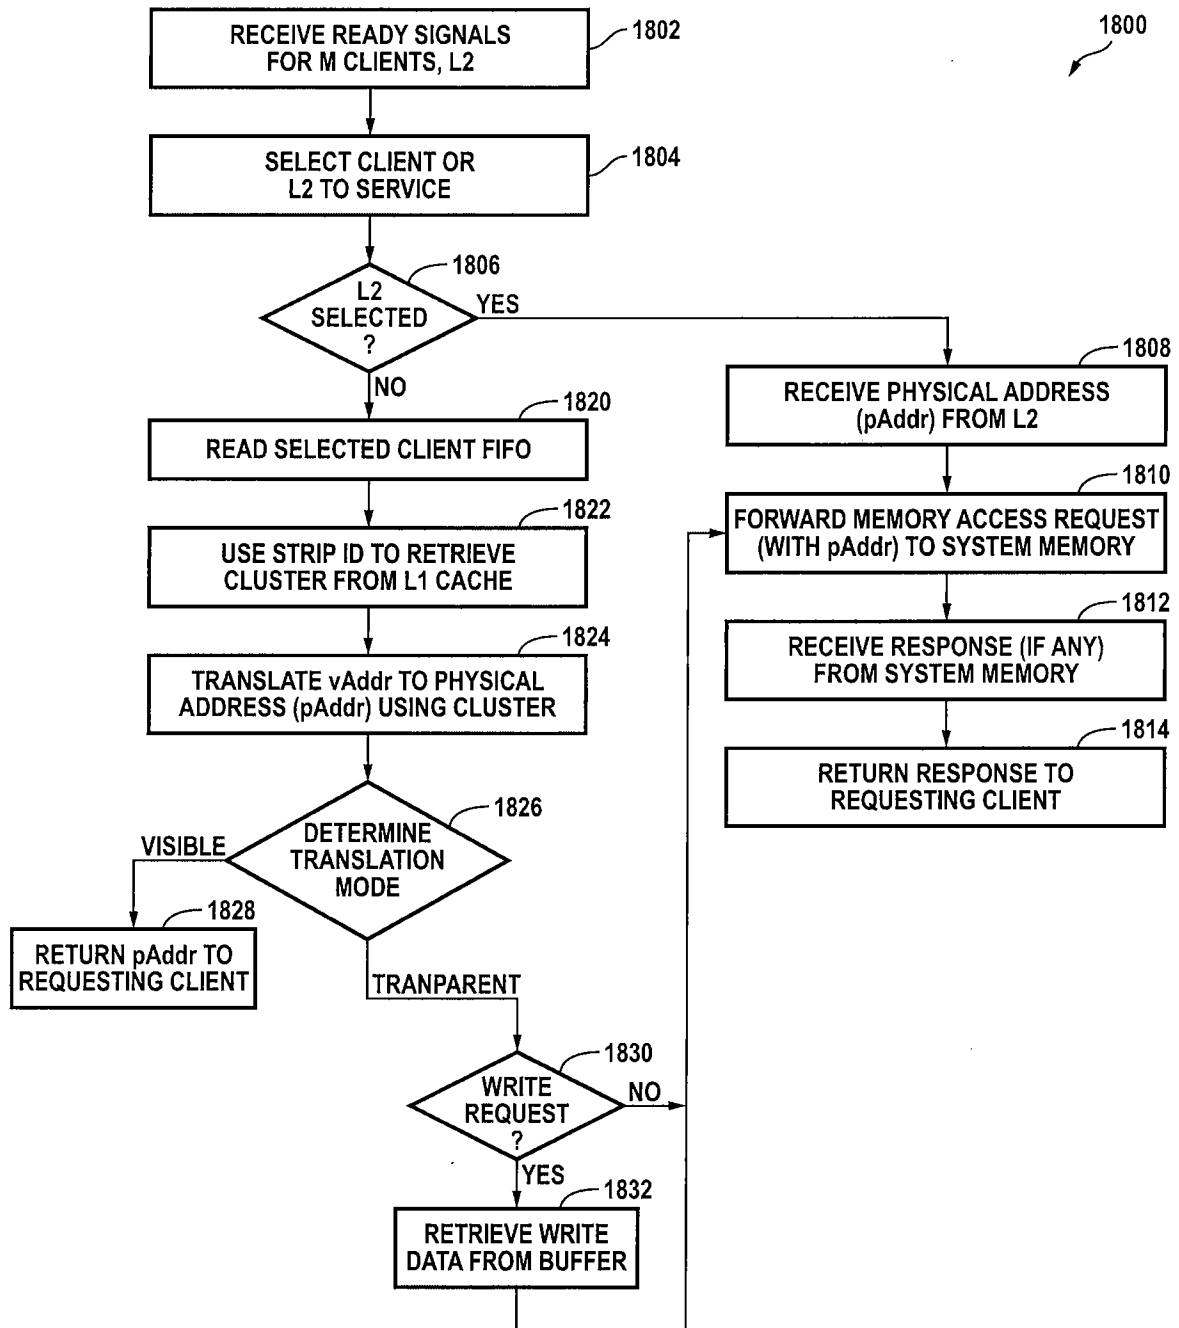 RECEIVE READY SIGNALS
FOR M CLIENTS, L2
1802
1800
SELECT CLIENT OR
L2 TO SERVICE
1804
L2
SELECTED
?
1806
YES
NO
RECEIVE PHYSICAL ADDRESS
(pAddr) FROM L2
1808
READ SELECTED CLIENT FIFO
1820
FORWARD MEMORY ACCESS REQUEST
(WITH pAddr) TO SYSTEM MEMORY
1810
USE STRIP ID TO RETRIEVE
CLUSTER FROM L1 CACHE
1822
RECEIVE RESPONSE (IF ANY)
FROM SYSTEM MEMORY
1812
TRANSLATE vAddr TO PHYSICAL
ADDRESS (pAddr) USING CLUSTER
1824
RETURN RESPONSE TO
REQUESTING CLIENT
1814
DETERMINE
TRANSLATION
MODE
1826
VISIBLE
RETURN pAddr TO
REQUESTING CLIENT
1828
TRANPARENT
WRITE
REQUEST
?
1830
NO
YES
RETRIEVE WRITE
DATA FROM BUFFER
1832